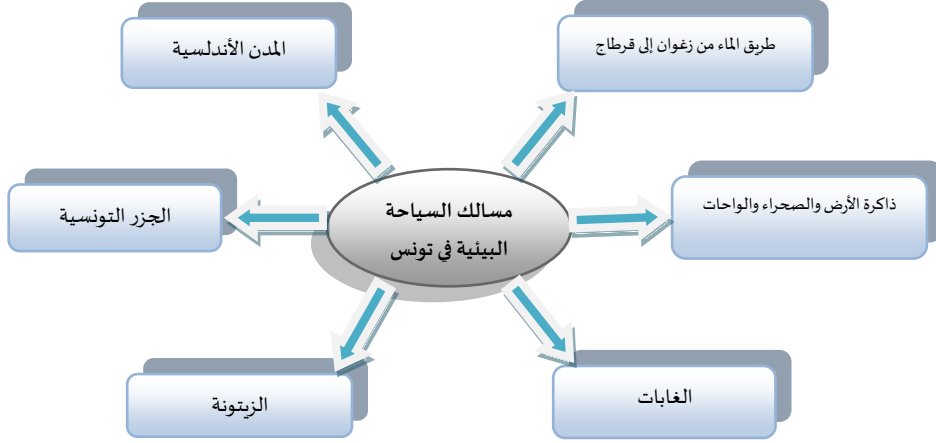 طريق الماء من زغوان إلى قرطاج
المدن الأندلسية
ذاكرة الأرض والصحراء والواحات
مسالك السياحة
البيئية في تونس
الجزر التونسية
الغابات
الزيتونة